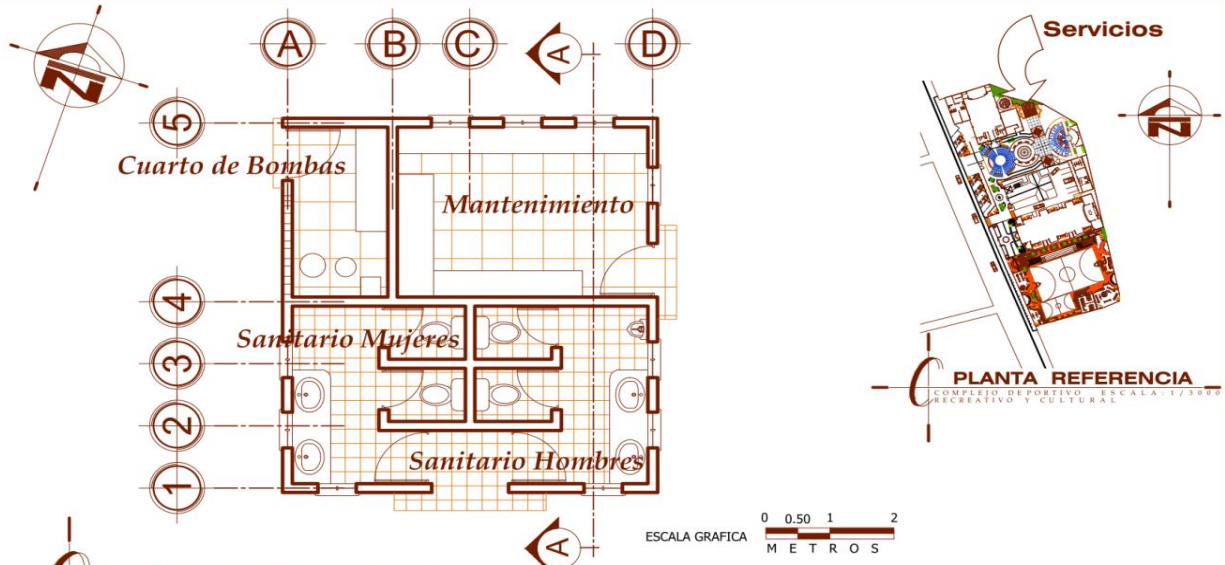 A
B
C
A
D
Servicios
N
N
5
Cuarto de Bombas
Mantenimiento
4
Sanitario Mujeres
3
2
Sanitario Hombres
1
PLANTA REFERENCIA
COMPLEJO DEPORTIVO ESCALA: 1/3000
RECREATIVO Y CULTURAL
A
ESCALA GRAFICA
0 0.50 1 2
METROS